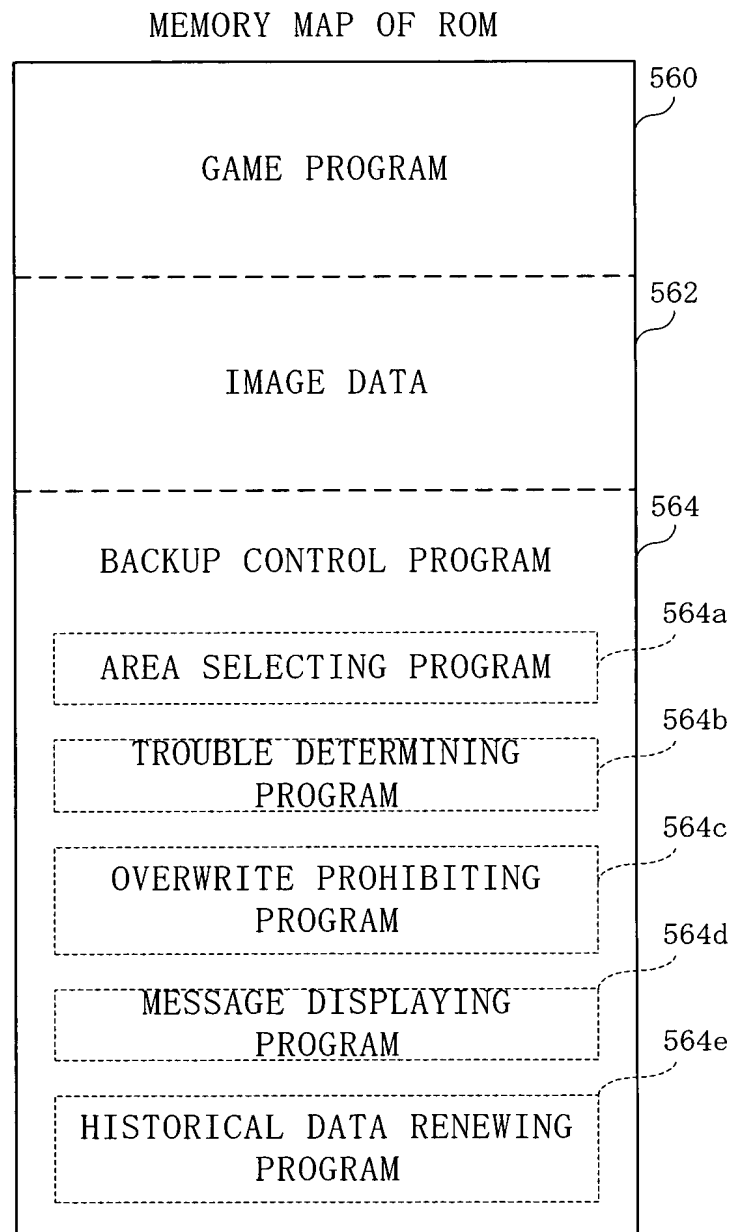 MEMORY MAP OF ROM
560
GAME PROGRAM
562
IMAGE DATA
564
BACKUP CONTROL PROGRAM
564a
AREA SELECTING PROGRAM
564b
TROUBLE DETERMINING
PROGRAM
564c
OVERWRITE PROHIBITING
PROGRAM
564d
MESSAGE DISPLAYING
PROGRAM
564e
HISTORICAL DATA RENEWING
PROGRAM